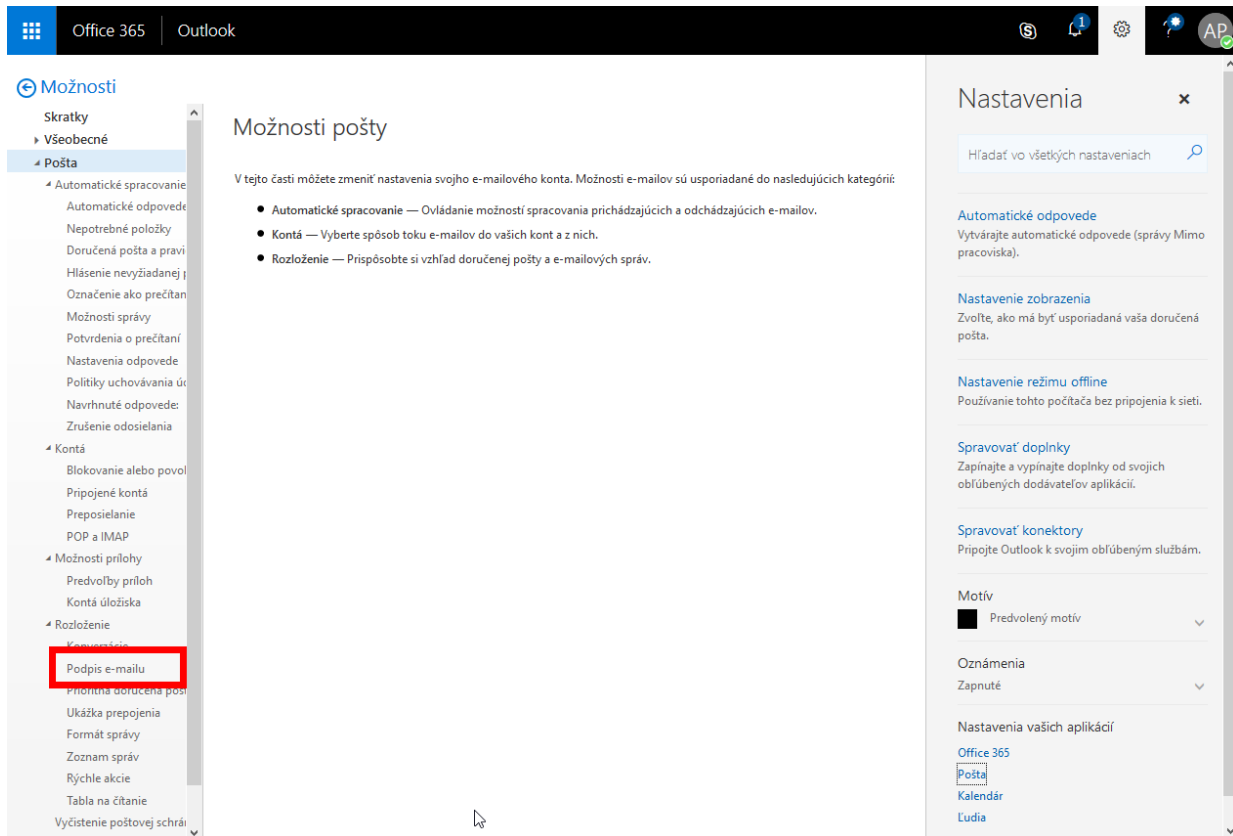 Office 365 Outlook
1
AP
Možnosti
Skratky
Všeobecné
Pošta
Automatické spracovanie
Automatické odpovede
Nepotrebné položky
Doručená pošta a pravi
Hlásenie nevyžiadanej p
Označenie ako prečítan
Možnosti správy
Potvrdenia o prečítaní
Nastavenia odpovede
Politiky uchovávania úd
Navrhnuté odpovede:
Zrušenie odosielania
Kontá
Blokovanie alebo povol
Pripojené kontá
Preposielanie
POP a IMAP
Možnosti prílohy
Predvoľby príloh
Kontá úložiska
Rozloženie
Konverzácie
Podpis e-mailu
Prioritná doručená pošt
Ukážka prepojenia
Formát správy
Zoznam správ
Rýchle akcie
Tabla na čítanie
Vyčistenie poštovej schrán
Možnosti pošty
V tejto časti môžete zmeniť nastavenia svojho e-mailového konta. Možnosti e-mailov sú usporiadané do nasledujúcich kategórií:
● Automatické spracovanie — Ovládanie možností spracovania prichádzajúcich a odchádzajúcich e-mailov.
● Kontá — Vyberte spôsob toku e-mailov do vašich kont a z nich.
● Rozloženie — Prispôsobte si vzhľad doručenej pošty a e-mailových správ.
Nastavenia
Hľadať vo všetkých nastaveniach
Automatické odpovede
Vytvárajte automatické odpovede (správy Mimo
pracoviska).
Nastavenie zobrazenia
Zvoľte, ako má byť usporiadaná vaša doručená
pošta.
Nastavenie režimu offline
Používanie tohto počítača bez pripojenia k sieti.
Spravovať doplnky
Zapínajte a vypínajte doplnky od svojich
obľúbených dodávateľov aplikácií.
Spravovať konektory
Pripojte Outlook k svojim obľúbeným službám.
Motív
Predvolený motív
Oznámenia
Zapnuté
Nastavenia vašich aplikácií
Office 365
Pošta
Kalendár
Ľudia